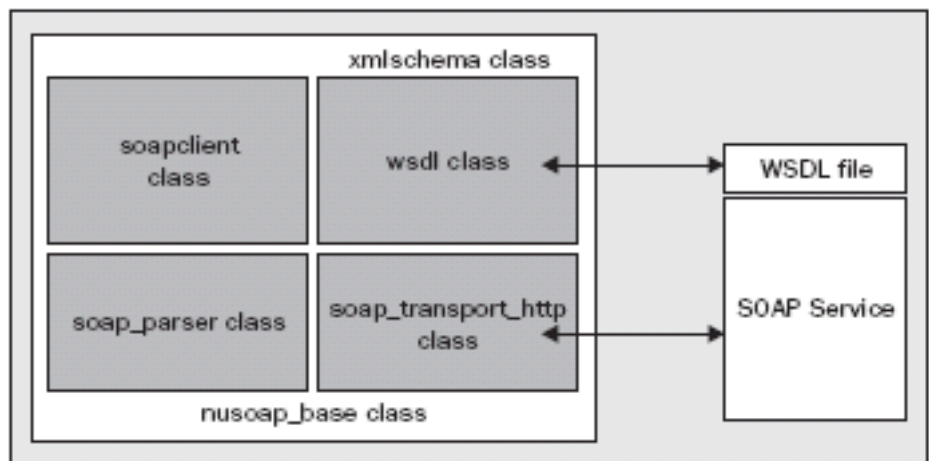 xmlschema class
soapclient
class
wsdl class
WSDL file
soap_parser class
soap_transport_http
class
SOAP Service
nusoap_base class